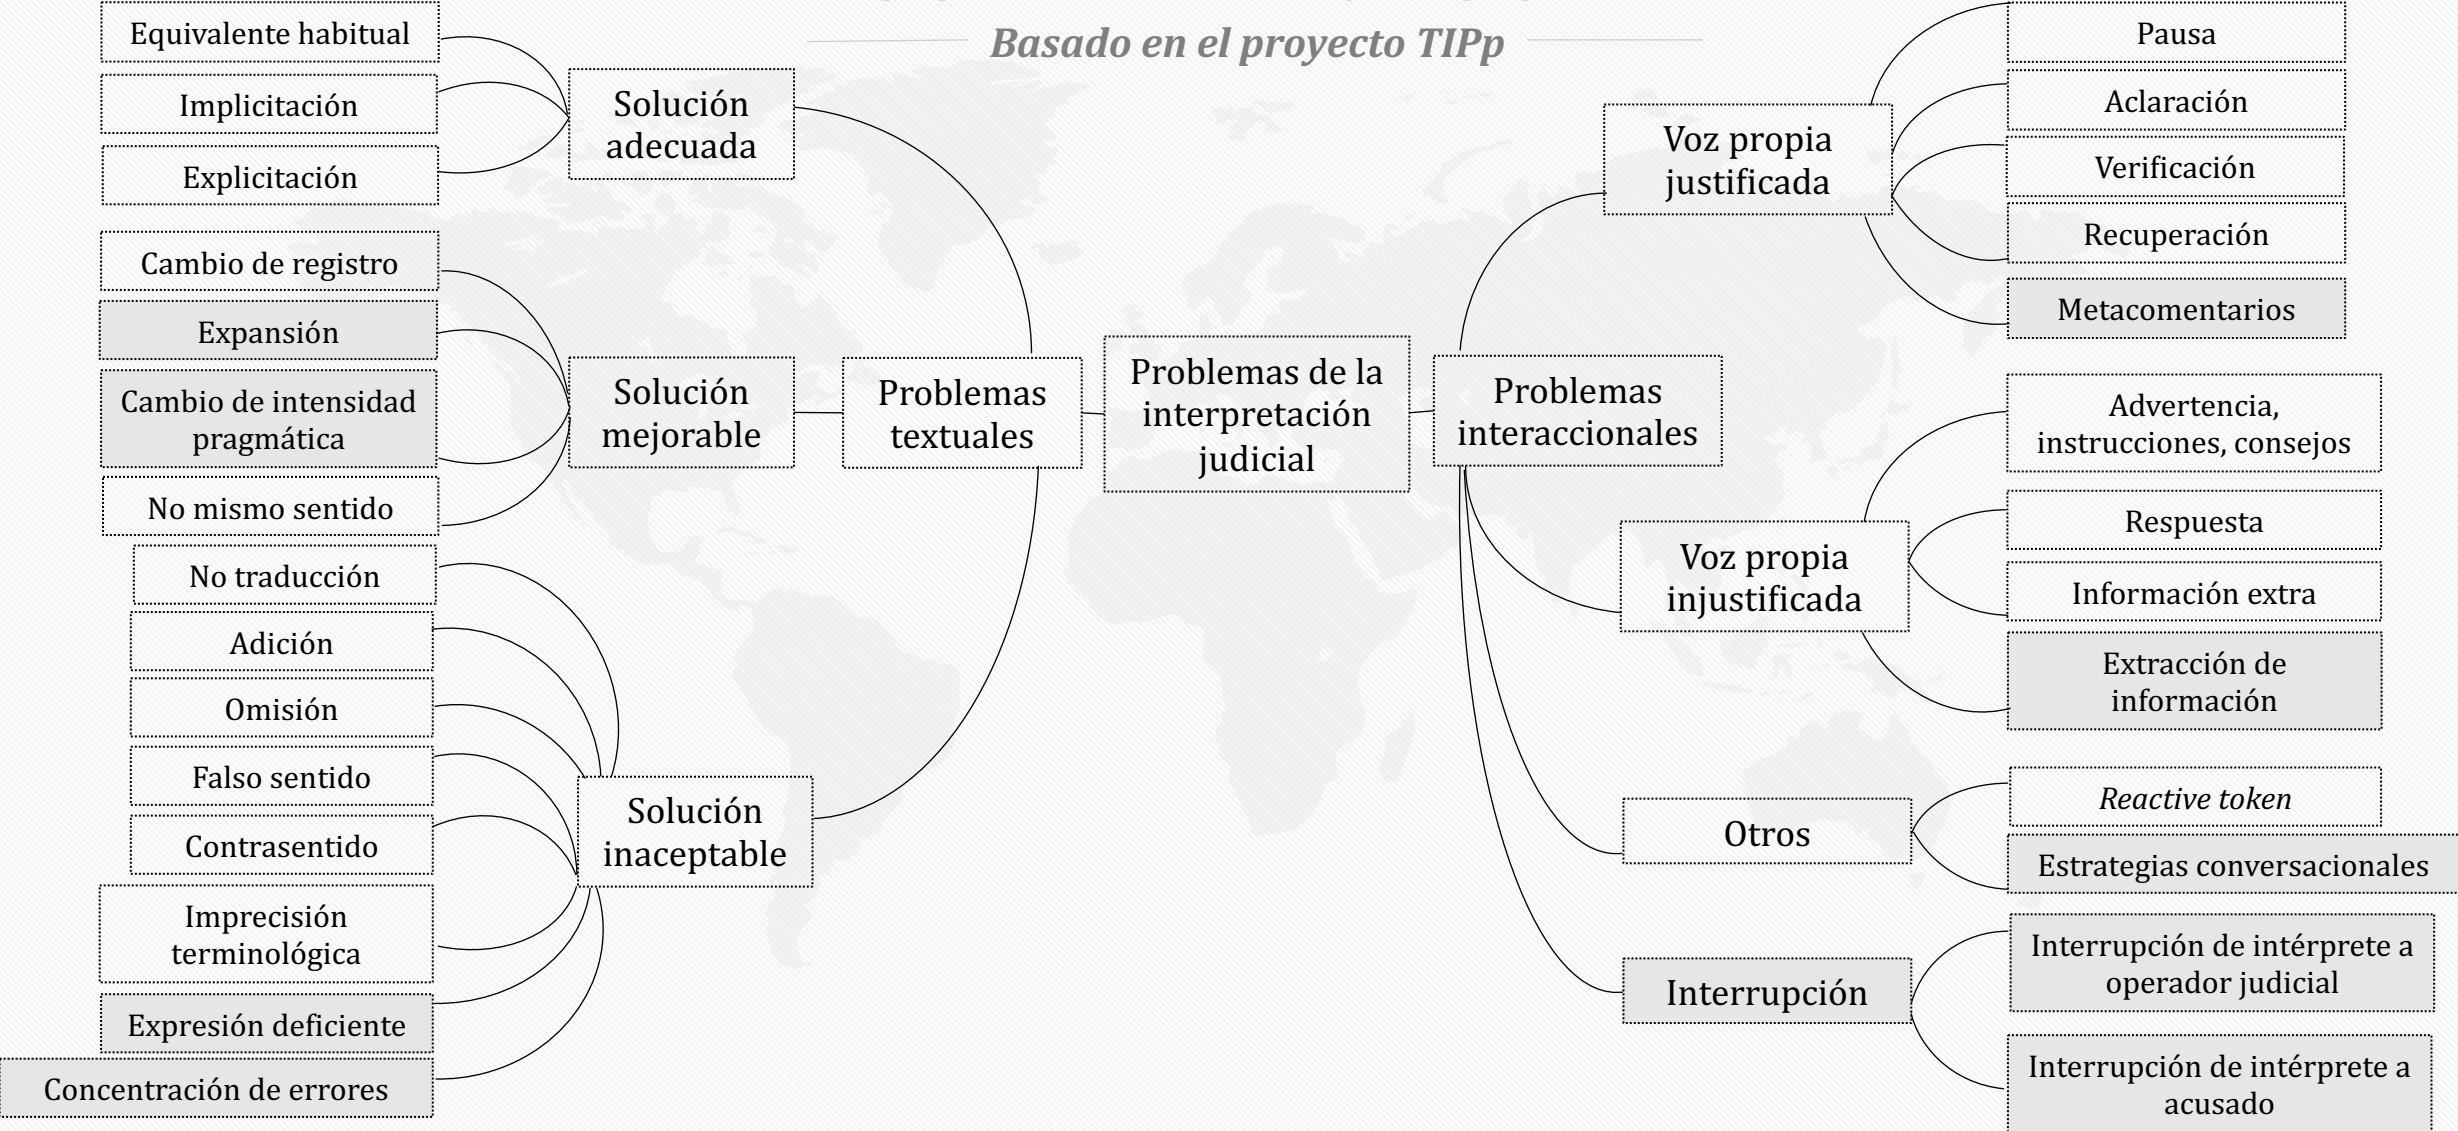 Basado en el proyecto TIPp
Equivalente habitual
Implicitación
Explicitación
Solución
adecuada
Cambio de registro
Expansión
Cambio de intensidad
pragmática
No mismo sentido
Solución
mejorable
No traducción
Adición
Omisión
Falso sentido
Contrasentido
Imprecisión
terminológica
Expresión deficiente
Concentración de errores
Solución
inaceptable
Problemas
textuales
Problemas de la
interpretación
judicial
Problemas
interaccionales
Voz propia
justificada
Pausa
Aclaración
Verificación
Recuperación
Metacomentarios
Voz propia
injustificada
Advertencia,
instrucciones, consejos
Respuesta
Información extra
Extracción de
información
Otros
Reactive token
Estrategias conversacionales
Interrupción
Interrupción de intérprete a
operador judicial
Interrupción de intérprete a
acusado